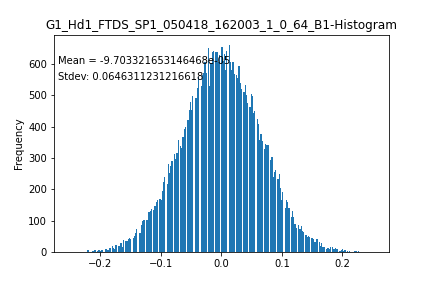 G1_Hd1_FTDS_SP1_050418_162003_1_0_64_B1-Histogram
Mean = -9.703321653146468e-05
Stdev: 0.0646311231216618
Frequency
600
500
400
300
200
100
0
−0.2 −0.1 0.0 0.1 0.2